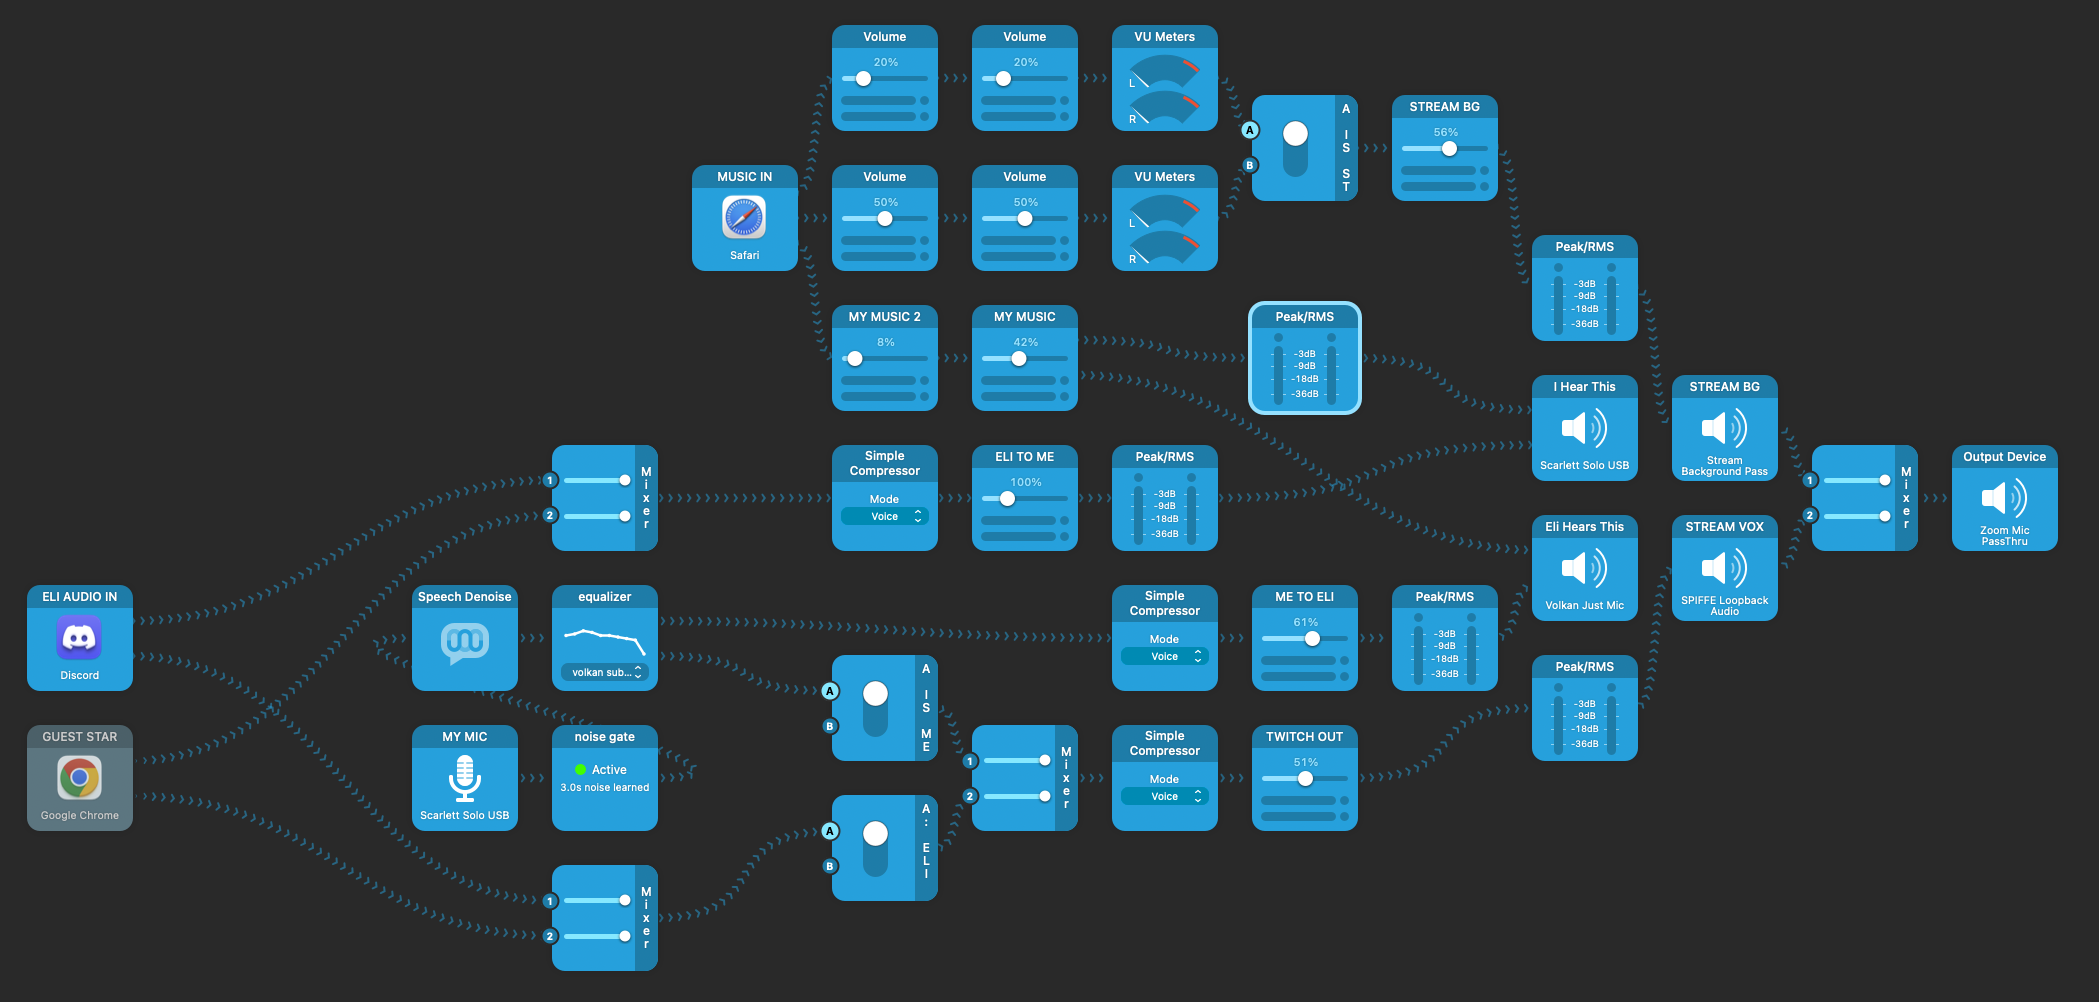 Volume
20%
Volume
20%
VU Meters
L
R
A
B
A IS ST
STREAM BG
56%
MUSIC IN
Safari
Volume
50%
Volume
50%
VU Meters
L
R
Peak/RMS
-3dB
-9dB
-18dB
-36dB
MY MUSIC 2
8%
MY MUSIC
42%
Peak/RMS
-3dB
-9dB
-18dB
-36dB
I Hear This
Scarlett Solo USB
STREAM BG
Stream
Background Pass
1
2
Mixer
Simple
Compressor
Mode
Voice
ELI TO ME
100%
Peak/RMS
-3dB
-9dB
-18dB
-36dB
1
2
Mixer
Output Device
Zoom Mic
PassThru
Eli Hears This
Volkan Just Mic
STREAM VOX
SPIFFE Loopback
Audio
ELI AUDIO IN
Discord
Speech Denoise
equalizer
volkan sub...
Simple
Compressor
Mode
Voice
ME TO ELI
61%
Peak/RMS
-3dB
-9dB
-18dB
-36dB
A
B
A IS ME
Peak/RMS
-3dB
-9dB
-18dB
-36dB
GUEST STAR
Google Chrome
MY MIC
Scarlett Solo USB
noise gate
Active
3.0s noise learned
1
2
Mixer
Simple
Compressor
Mode
Voice
TWITCH OUT
51%
A
B
A: ELI
1
2
Mixer